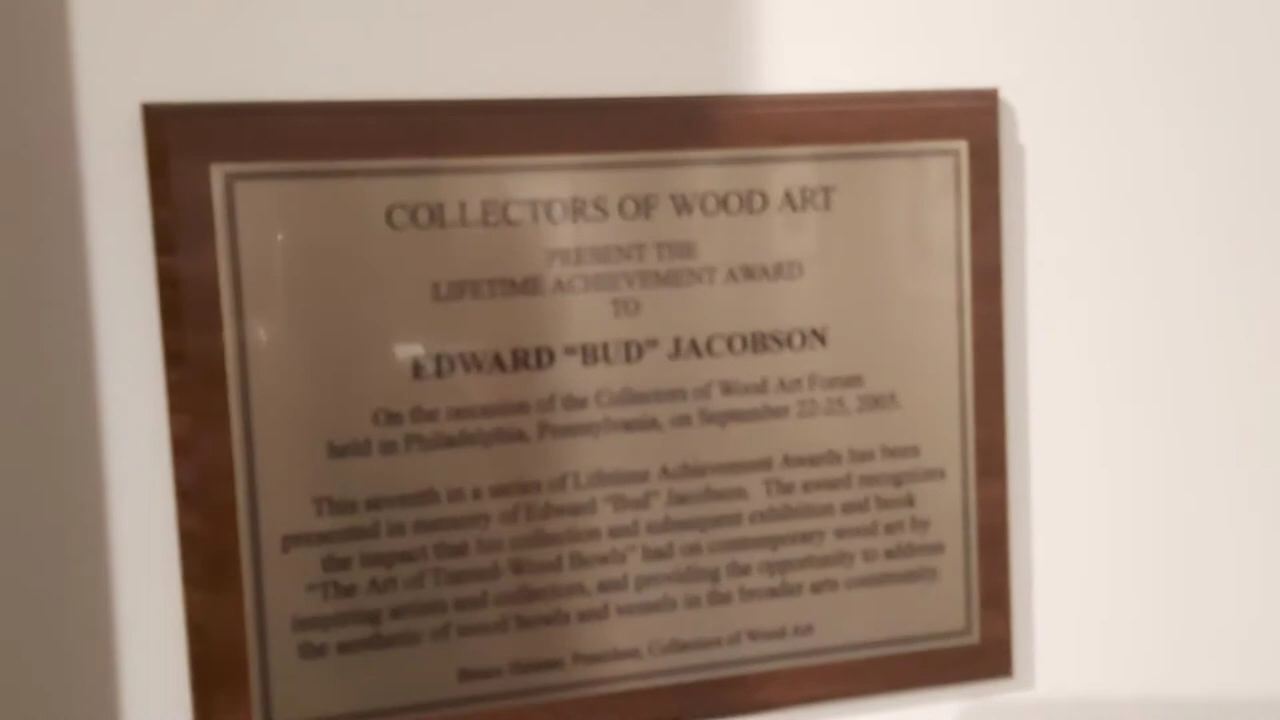 COLLECTORS OF WOOD ART
PRESENT THE
LIFETIME ACHIEVEMENT AWARD
TO
EDWARD "BUD" JACOBSON
On the occasion of the Collectors of Wood Art Forum
held in Philadelphia, Pennsylvania, on September 22-25, 2005.
This seventh in a series of Lifetime Achievement Awards has been
presented in memory of Edward "Bud" Jacobson. The award recognizes
the impact that his collection and subsequent exhibition and book
"The Art of Turned-Wood Bowls" had on contemporary wood art by
inspiring artists and collectors, and providing the opportunity to address
the aesthetic of wood bowls and vessels in the broader arts community.
President, Collectors of Wood Art